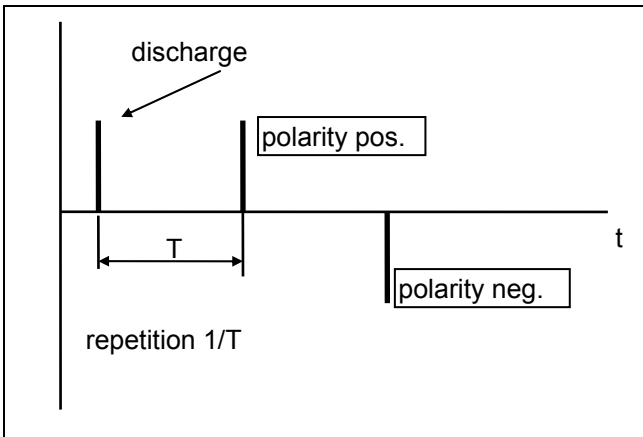 discharge
polarity pos.
T
t
polarity neg.
repetition 1/T